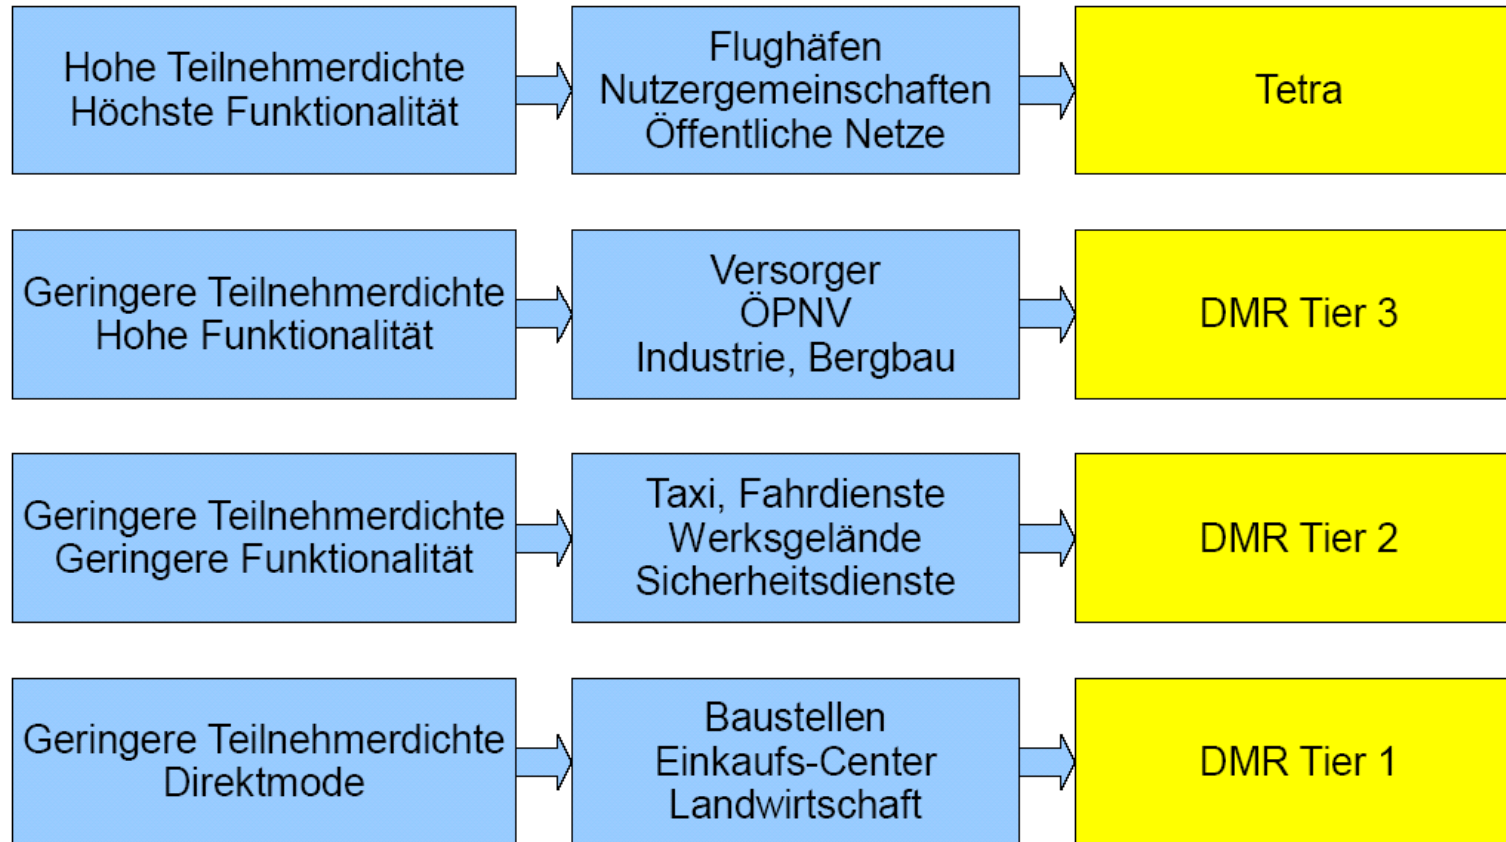 Hohe Teilnehmerdichte
Höchste Funktionalität
Flughäfen
Nutzergemeinschaften
Öffentliche Netze
Tetra
Geringere Teilnehmerdichte
Hohe Funktionalität
Versorger
ÖPNV
Industrie, Bergbau
DMR Tier 3
Geringere Teilnehmerdichte
Geringere Funktionalität
Taxi, Fahrdienste
Werksgelände
Sicherheitsdienste
DMR Tier 2
Geringere Teilnehmerdichte
Direktmode
Baustellen
Einkaufs-Center
Landwirtschaft
DMR Tier 1